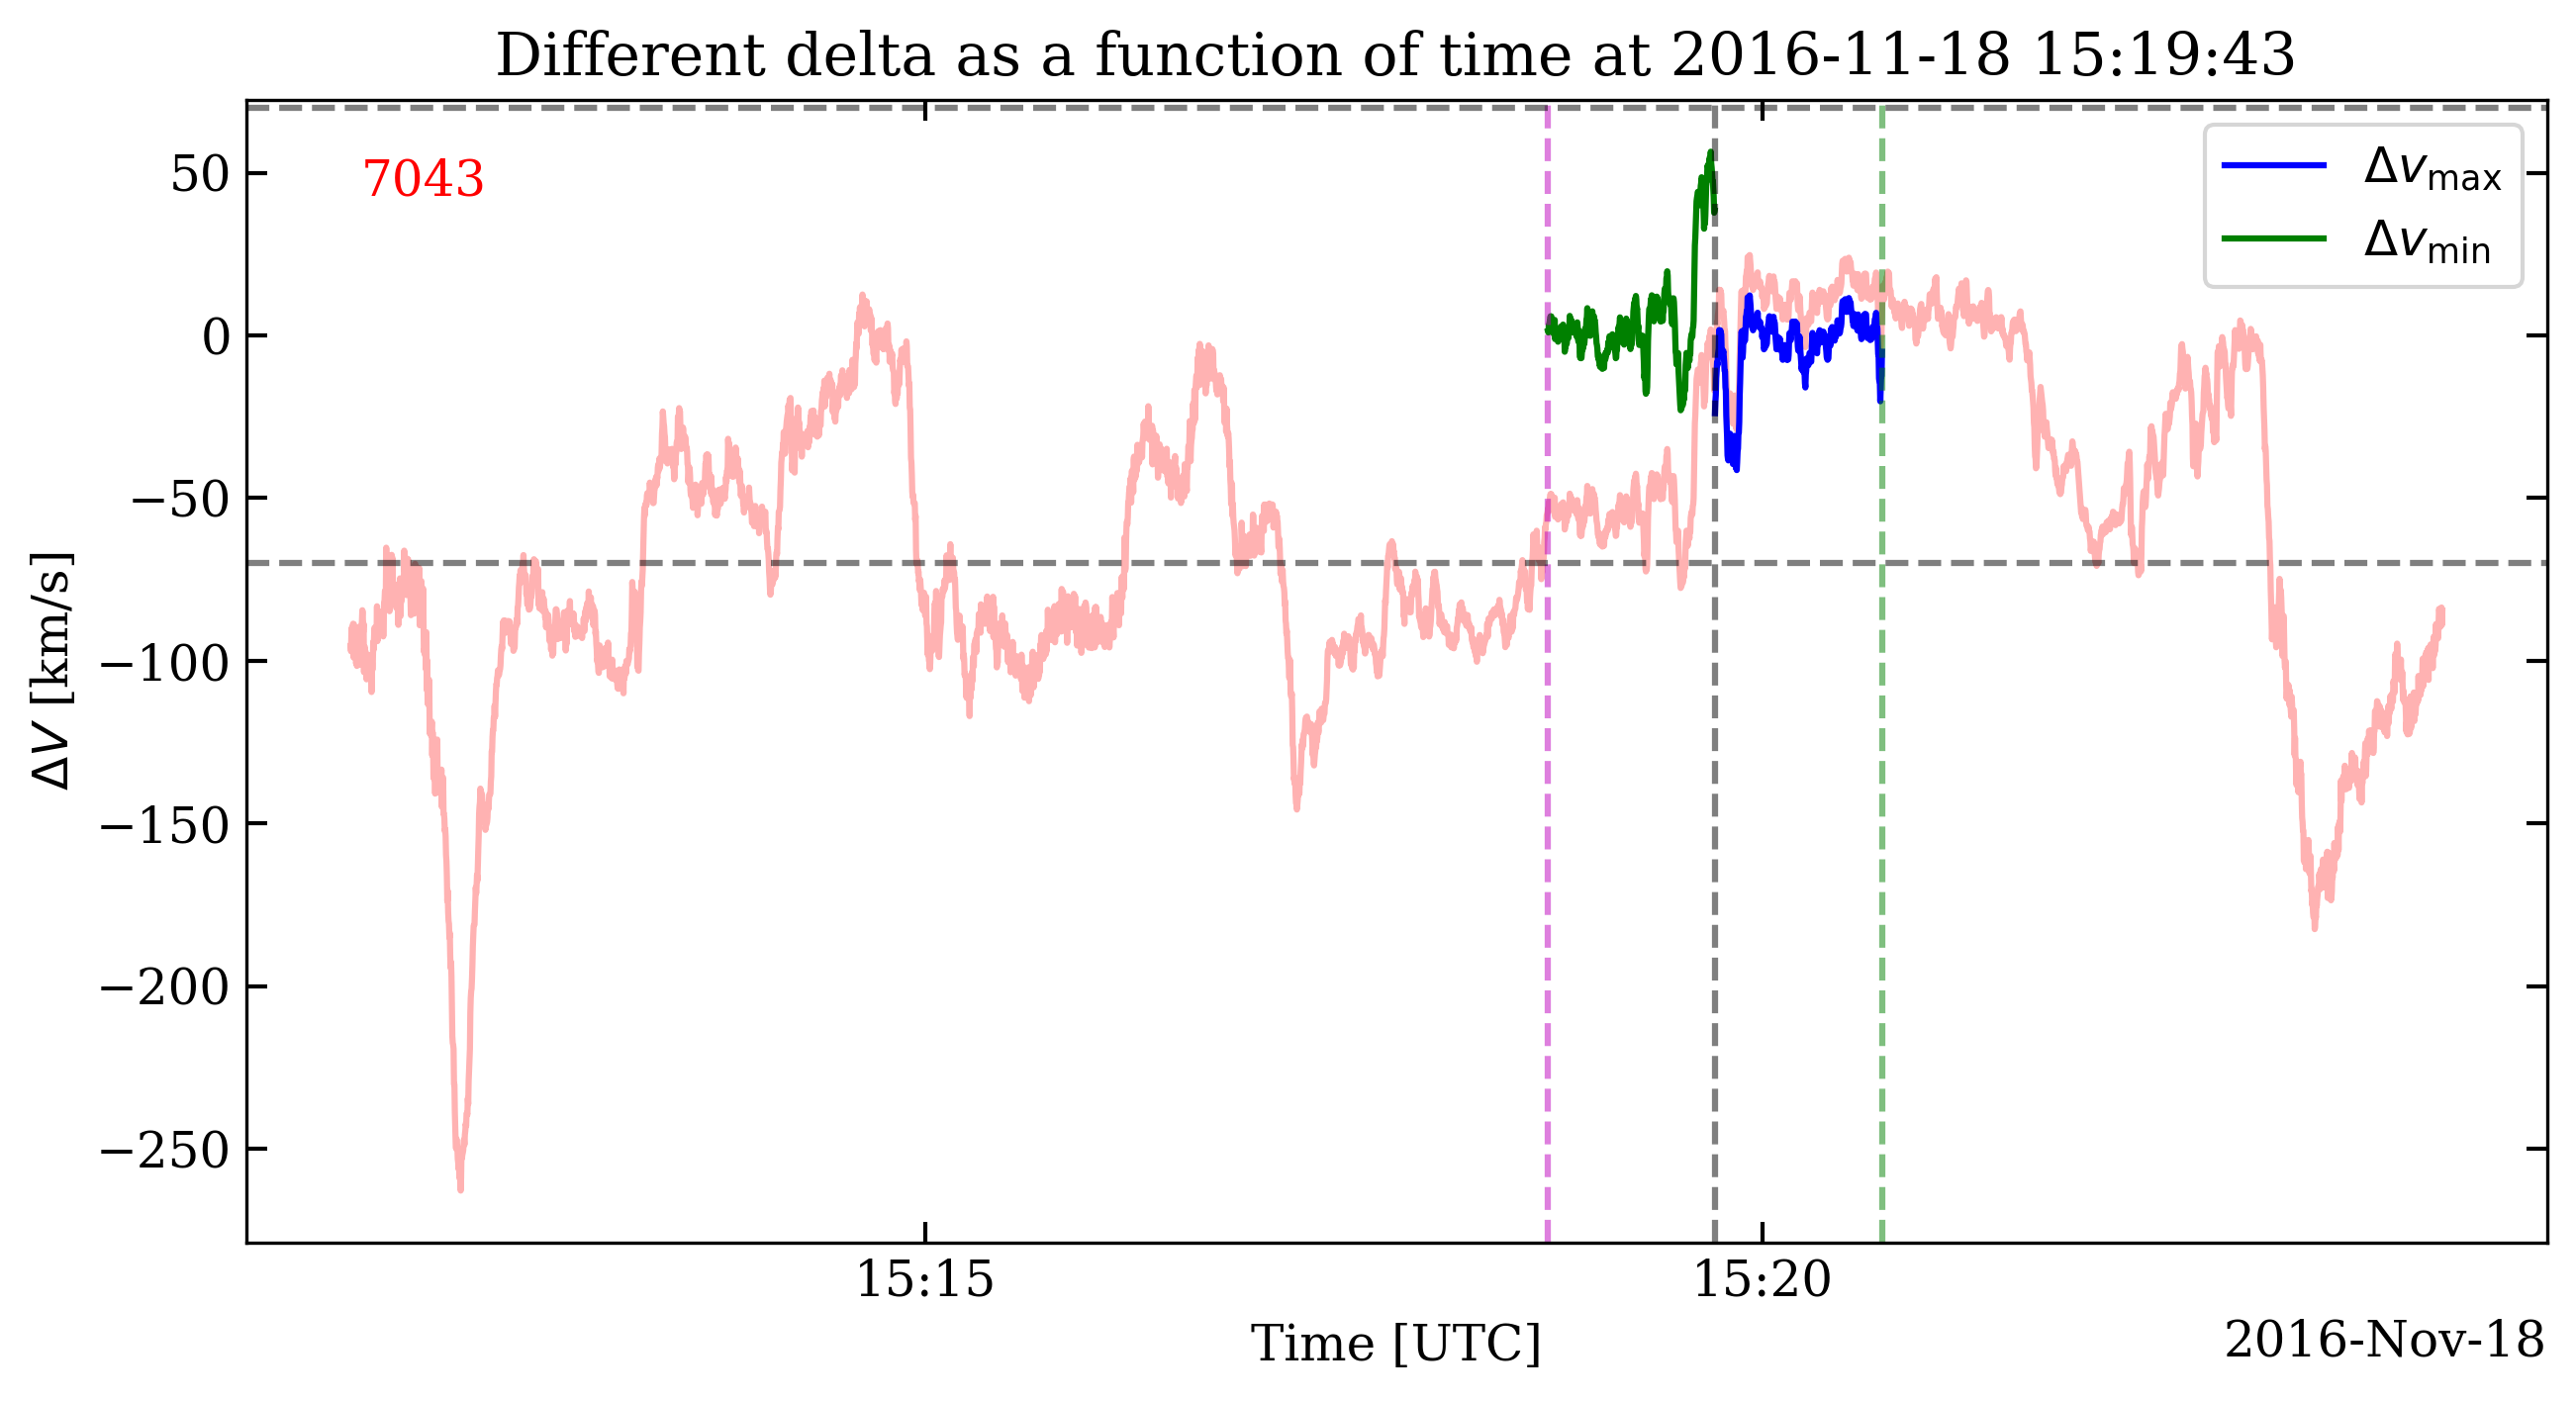 Different delta as a function of time at 2016-11-18 15:19:43
7043
Δv_max
Δv_min
50
0
−50
−100
−150
−200
−250
ΔV [km/s]
15:15
15:20
Time [UTC]
2016-Nov-18